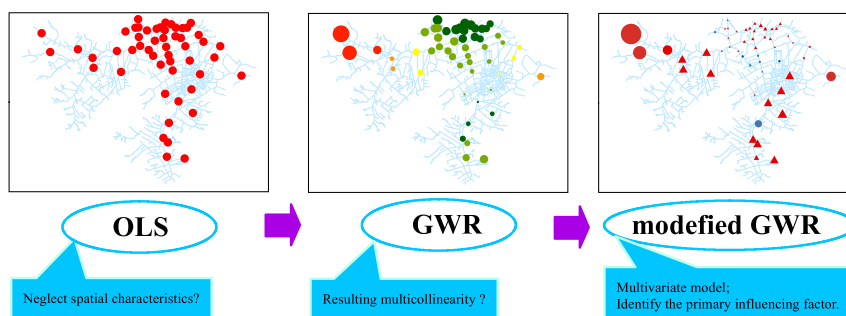 OLS
GWR
modefied GWR
Neglect spatial characteristics?
Resulting multicollinearity ?
Multivariate model;
Identify the primary influencing factor.